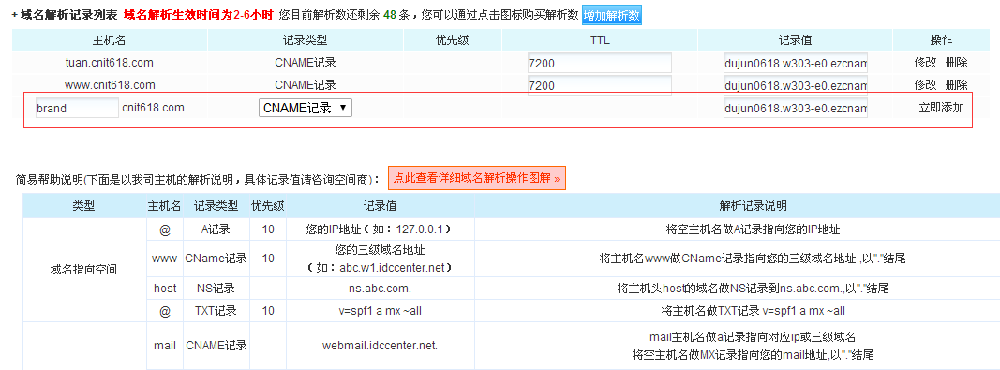 + 域名解析记录列表 域名解析生效时间为2-6小时 您目前解析数还剩余 48 条，您可以通过点击图标购买解析数 增加解析数
主机名 记录类型 优先级 TTL 记录值 操作
tuan.cnit618.com CNAME记录 7200 dujun0618.w303-e0.ezcnam 修改 删除
www.cnit618.com CNAME记录 7200 dujun0618.w303-e0.ezcnam 修改 删除
brand .cnit618.com CNAME记录 dujun0618.w303-e0.ezcnam 立即添加
简易帮助说明(下面是以我司主机的解析说明，具体记录值请咨询空间商)： 点此查看详细域名解析操作图解 »
类型 主机名 记录类型 优先级 记录值 解析记录说明
域名指向空间
@ A记录 10 您的IP地址（如：127.0.0.1） 将空主机名做A记录指向您的IP地址
www CName记录 10 您的三级域名地址
（如：abc.w1.idccenter.net） 将主机名www做CName记录指向您的三级域名地址 ,以"."结尾
host NS记录 ns.abc.com. 将主机头host的域名做NS记录到ns.abc.com.,以"."结尾
@ TXT记录 10 v=spf1 a mx ~all 将主机名做TXT记录 v=spf1 a mx ~all
mail CNAME记录 webmail.idccenter.net. mail主机名做a记录指向对应ip或三级域名
将空主机名做MX记录指向您的mail地址,以"."结尾